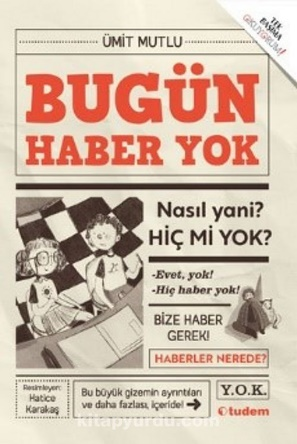 ÜMİT MUTLU
TEK
BAŞIMA
OKUYORUM!
BUGÜN
HABER YOK
Nasıl yani?
HİÇ Mİ YOK?
-Evet, yok!
-Hiç haber yok!
BİZE HABER
GEREK!
HABERLER NEREDE?
Resimleyen:
Hatice
Karakaş
Bu büyük gizemin ayrıntıları
ve daha fazlası, içeride!
Y.O.K.
tudem
kitapyurdu.com